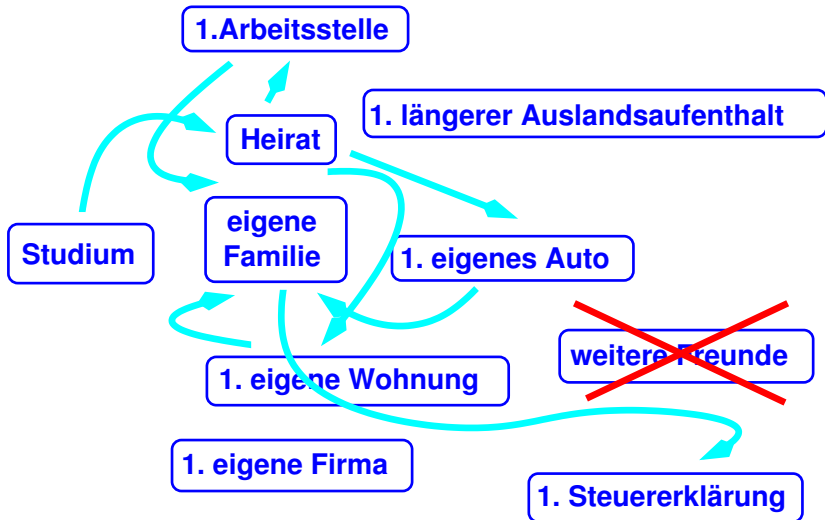 1.Arbeitsstelle
1. längerer Auslandsaufenthalt
Heirat
eigene
Familie
Studium
1. eigenes Auto
weitere Freunde
1. eigene Wohnung
1. eigene Firma
1. Steuererklärung